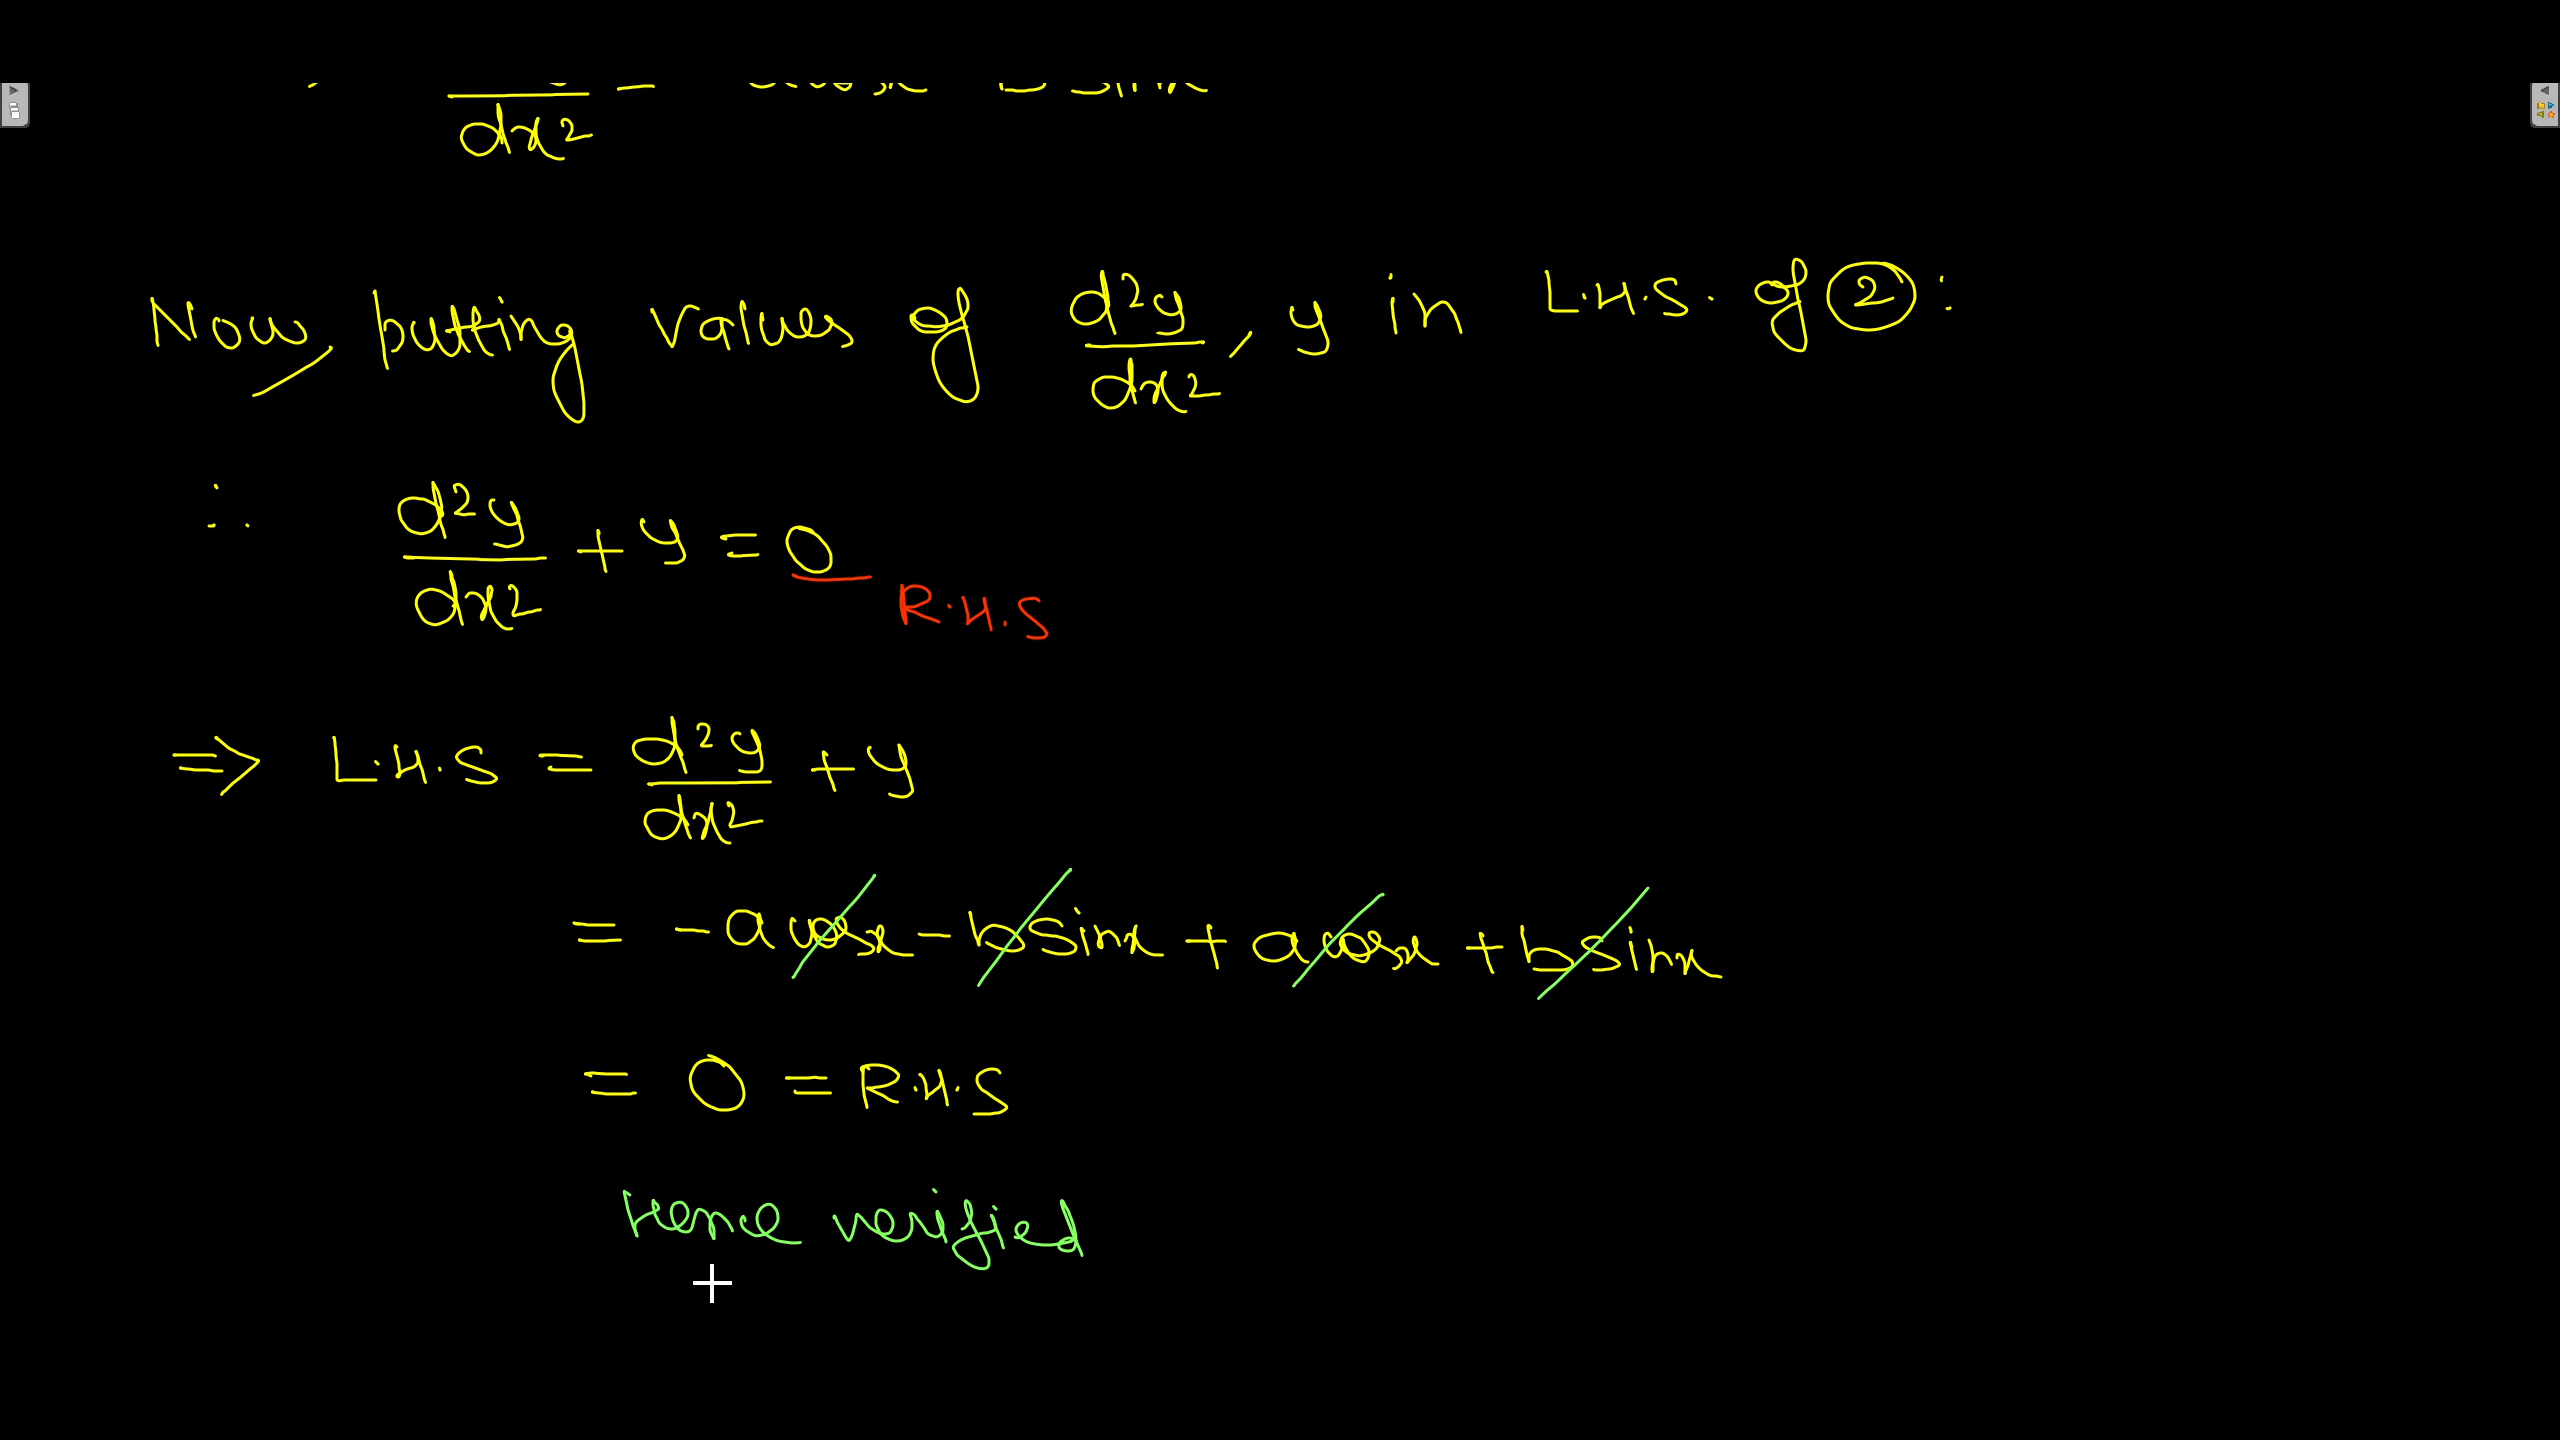 dx²
Now, putting values of d²y/dx², y in L.H.S. of ② :
∴ d²y/dx² + y = 0
R.H.S
⇒ L.H.S = d²y/dx² + y
= - a cosx - b sinx + a cosx + b sinx
= 0 = R.H.S
Hence verified